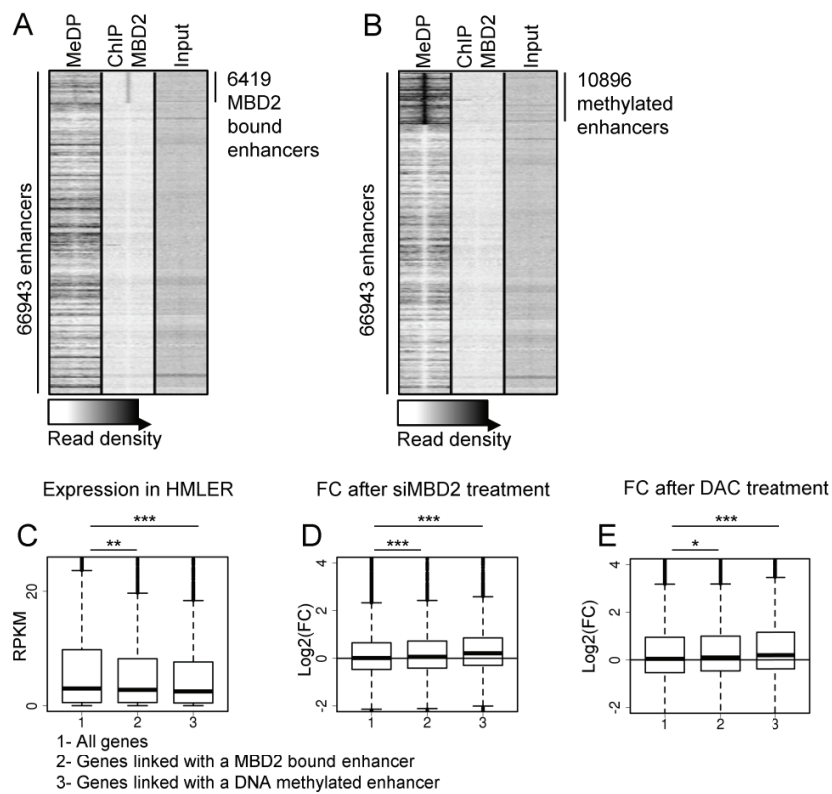 A
MeDP
ChIP
MBD2
Input
66943 enhancers
6419
MBD2
bound
enhancers
Read density
B
MeDP
ChIP
MBD2
Input
66943 enhancers
10896
methylated
enhancers
Read density
Expression in HMLER
C
***
**
RPKM
20
0
1 2 3
FC after siMBD2 treatment
D
***
***
Log2(FC)
4
2
0
-2
1 2 3
FC after DAC treatment
E
***
*
Log2(FC)
4
2
0
-2
1 2 3
1- All genes
2- Genes linked with a MBD2 bound enhancer
3- Genes linked with a DNA methylated enhancer